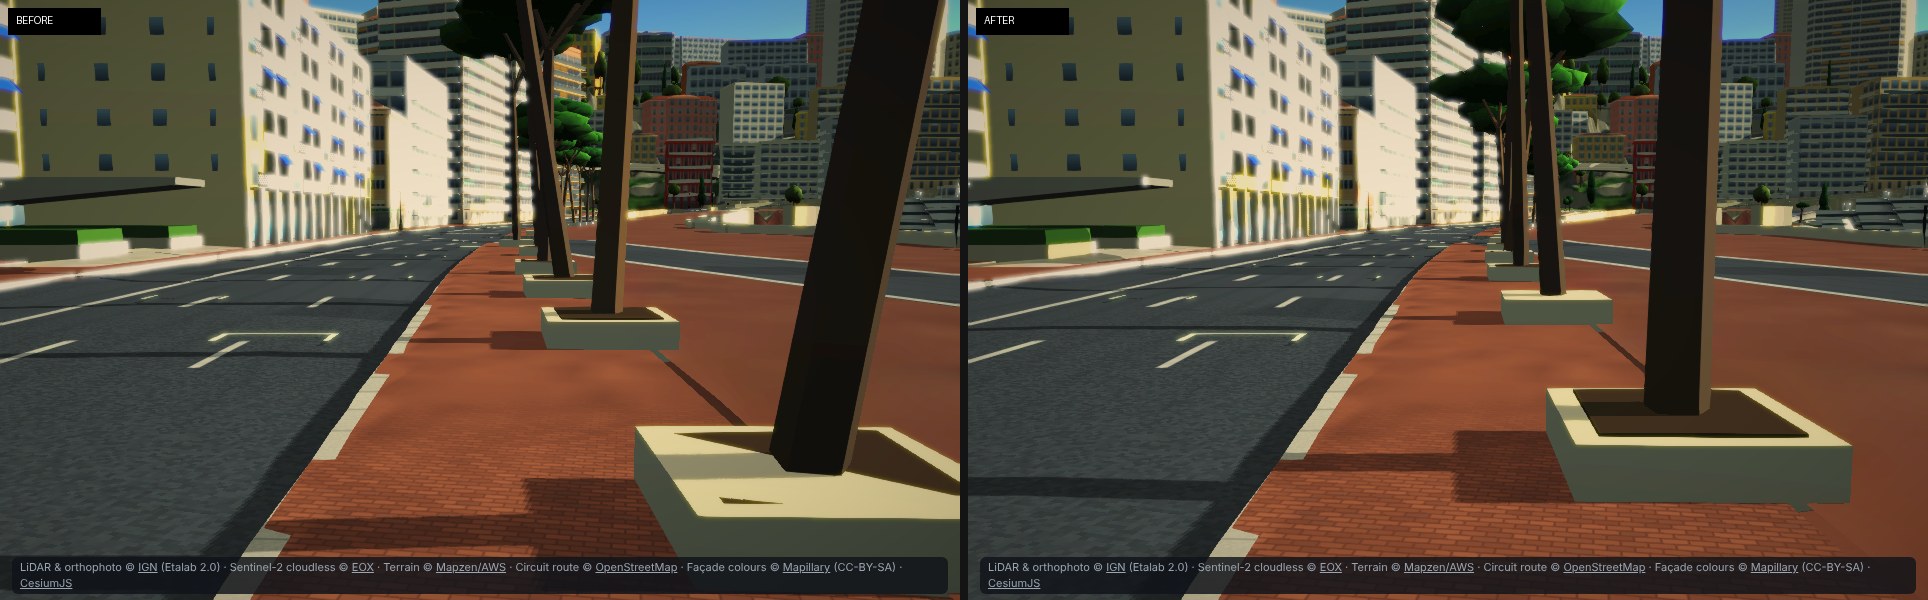 BEFORE
LiDAR & orthophoto © IGN (Etalab 2.0) · Sentinel-2 cloudless © EOX · Terrain © Mapzen/AWS · Circuit route © OpenStreetMap · Façade colours © Mapillary (CC-BY-SA) ·
CesiumJS
AFTER
LiDAR & orthophoto © IGN (Etalab 2.0) · Sentinel-2 cloudless © EOX · Terrain © Mapzen/AWS · Circuit route © OpenStreetMap · Façade colours © Mapillary (CC-BY-SA) ·
CesiumJS